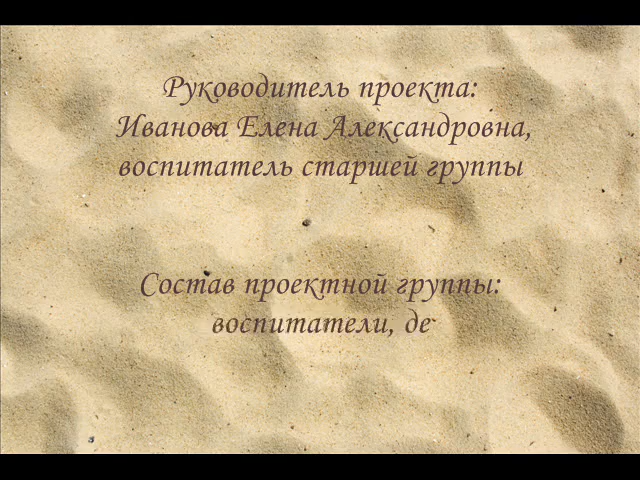 Руководитель проекта:
Иванова Елена Александровна,
воспитатель старшей группы
Состав проектной группы:
воспитатели, де